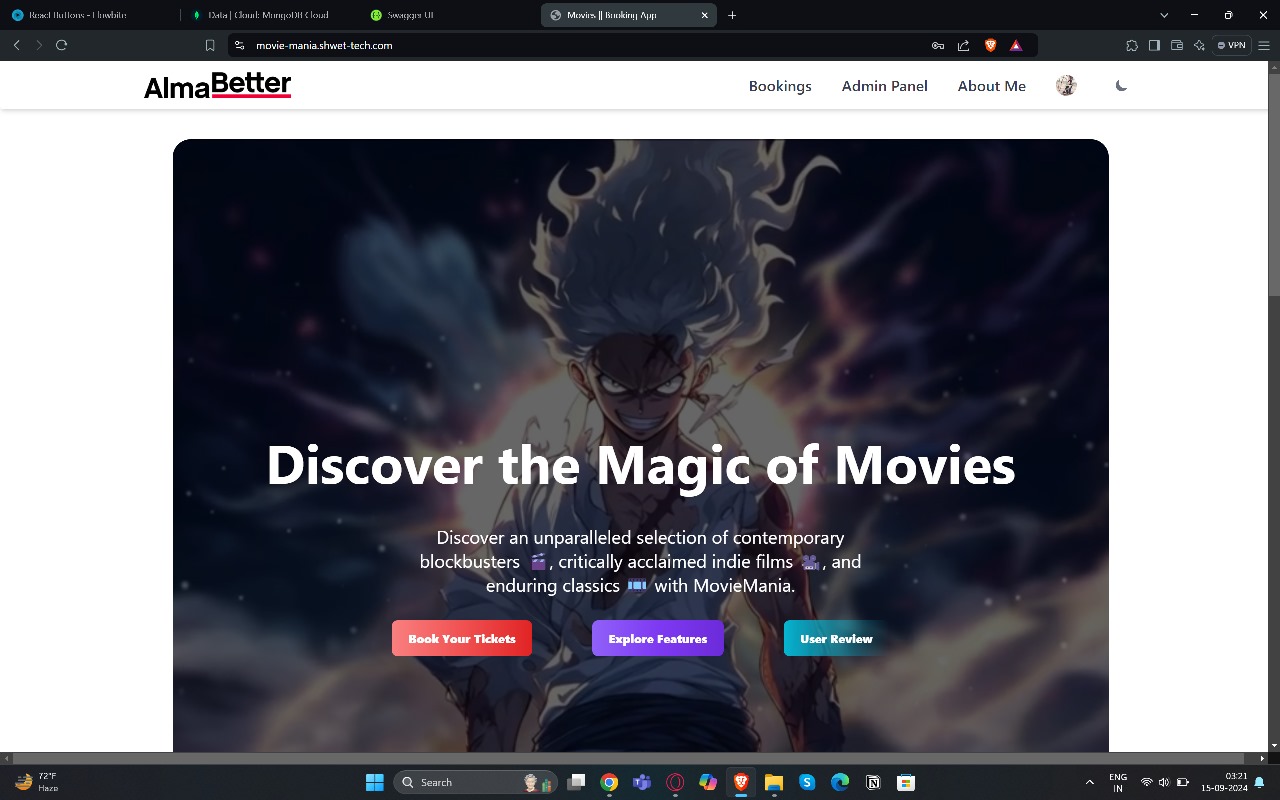 React Buttons - Flowbite
Data | Cloud: MongoDB Cloud
Swagger UI
Movies || Booking App
movie-mania.shwet-tech.com
VPN
AlmaBetter
Bookings
Admin Panel
About Me
Discover the Magic of Movies
Discover an unparalleled selection of contemporary
blockbusters 🎬, critically acclaimed indie films 🎥, and
enduring classics 🎞️ with MovieMania.
Book Your Tickets
Explore Features
User Review
72°F
Haze
Search
ENG
IN
03:21
15-09-2024